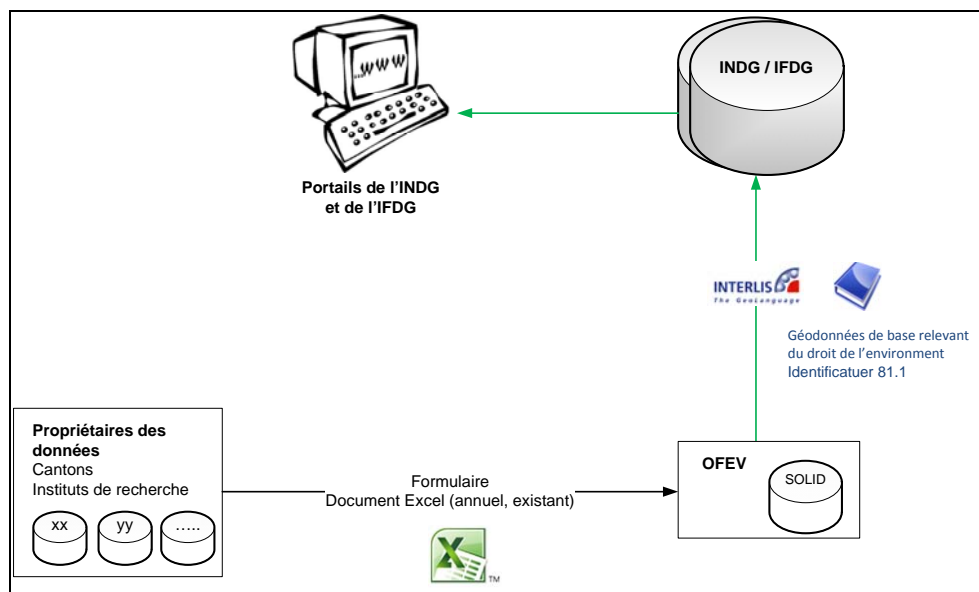 WWW
INDG / IFDG
Portails de l'INDG
et de l'IFDG
INTERLIS
The GeoLanguage
Géodonnées de base relevant
du droit de l'environment
Identificatuer 81.1
Propriétaires des
données
Cantons
Instituts de recherche
xx
yy
.....
Formulaire
Document Excel (annuel, existant)
X
TM
OFEV
SOLID